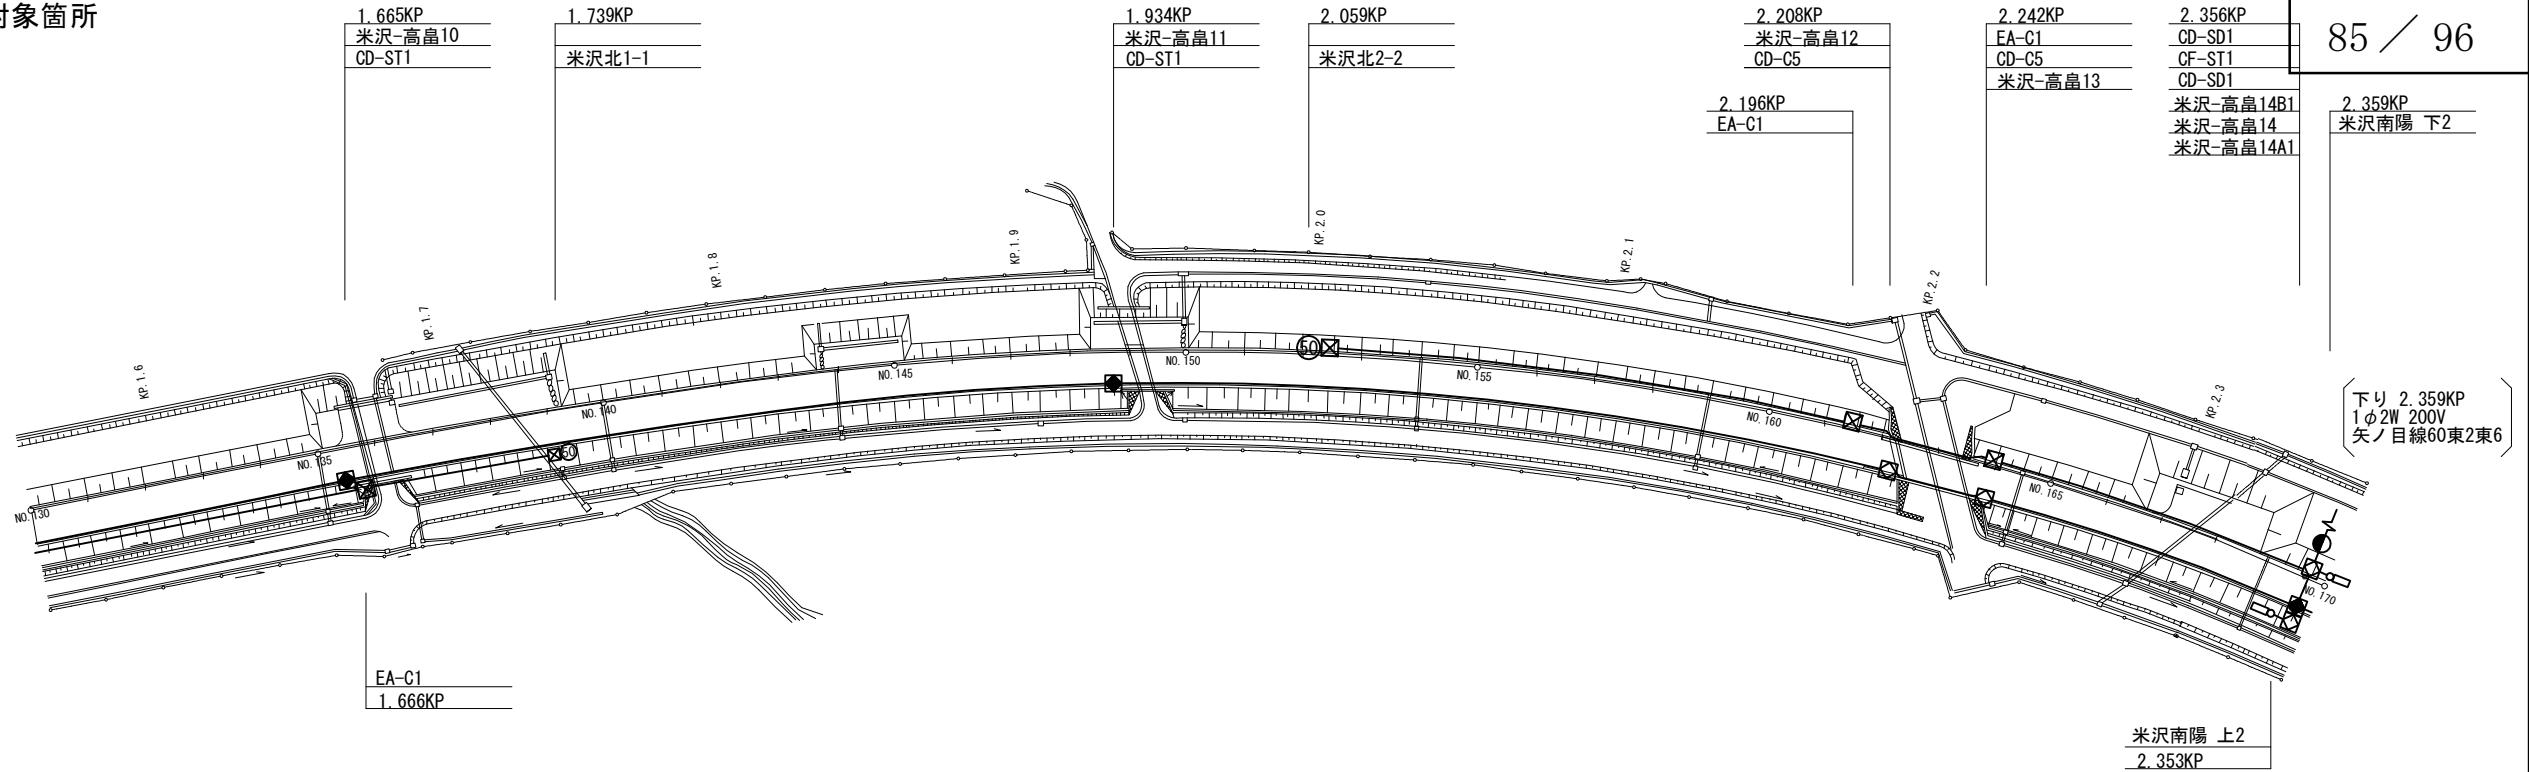 対象箇所
85／96
1.665KP
米沢-高畠10
CD-ST1
1.739KP
米沢北1-1
1.934KP
米沢-高畠11
CD-ST1
2.059KP
米沢北2-2
2.208KP
米沢-高畠12
CD-C5
2.196KP
EA-C1
2.242KP
EA-C1
CD-C5
米沢-高畠13
2.356KP
CD-SD1
CF-ST1
CD-SD1
米沢-高畠14B1
米沢-高畠14
米沢-高畠14A1
2.359KP
米沢南陽 下2
KP.1.6
KP.1.7
KP.1.8
KP.1.9
KP.2.0
KP.2.1
KP.2.2
KP.2.3
NO.130
NO.135
NO.140
NO.145
NO.150
NO.155
NO.160
NO.165
NO.170
50
50
下り 2.359KP
1φ2W 200V
矢ノ目線60東2東6
EA-C1
1.666KP
米沢南陽 上2
2.353KP